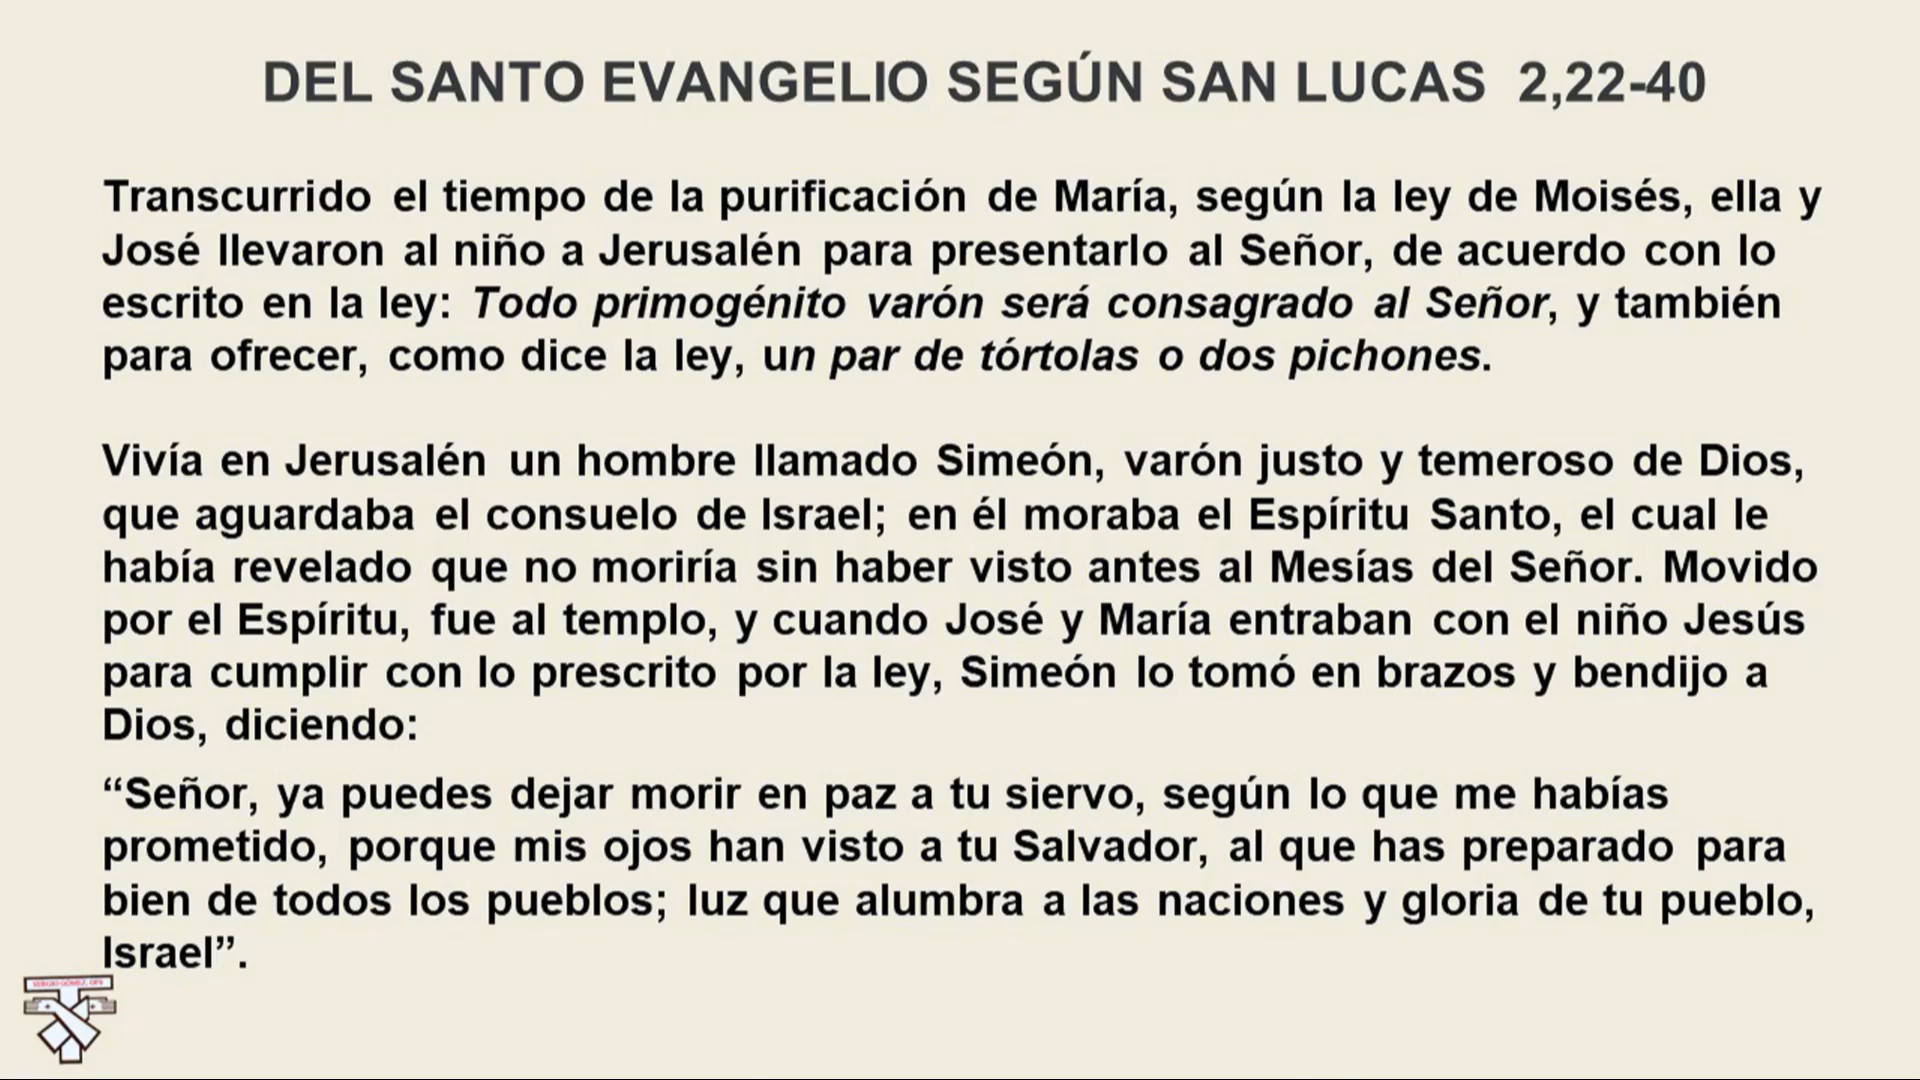 DEL SANTO EVANGELIO SEGÚN SAN LUCAS 2,22-40
Transcurrido el tiempo de la purificación de María, según la ley de Moisés, ella y
José llevaron al niño a Jerusalén para presentarlo al Señor, de acuerdo con lo
escrito en la ley: Todo primogénito varón será consagrado al Señor, y también
para ofrecer, como dice la ley, un par de tórtolas o dos pichones.
Vivía en Jerusalén un hombre llamado Simeón, varón justo y temeroso de Dios,
que aguardaba el consuelo de Israel; en él moraba el Espíritu Santo, el cual le
había revelado que no moriría sin haber visto antes al Mesías del Señor. Movido
por el Espíritu, fue al templo, y cuando José y María entraban con el niño Jesús
para cumplir con lo prescrito por la ley, Simeón lo tomó en brazos y bendijo a
Dios, diciendo:
“Señor, ya puedes dejar morir en paz a tu siervo, según lo que me habías
prometido, porque mis ojos han visto a tu Salvador, al que has preparado para
bien de todos los pueblos; luz que alumbra a las naciones y gloria de tu pueblo,
Israel”.
SERGIO GÓMEZ, OFS